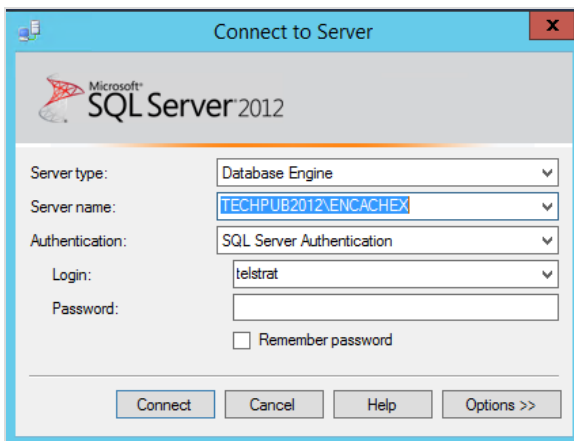 Connect to Server
x
Microsoft®
SQL Server® 2012
Server type: Database Engine
Server name: TECHPUB2012\ENCACHEX
Authentication: SQL Server Authentication
Login: telstrat
Password:
Remember password
Connect Cancel Help Options >>